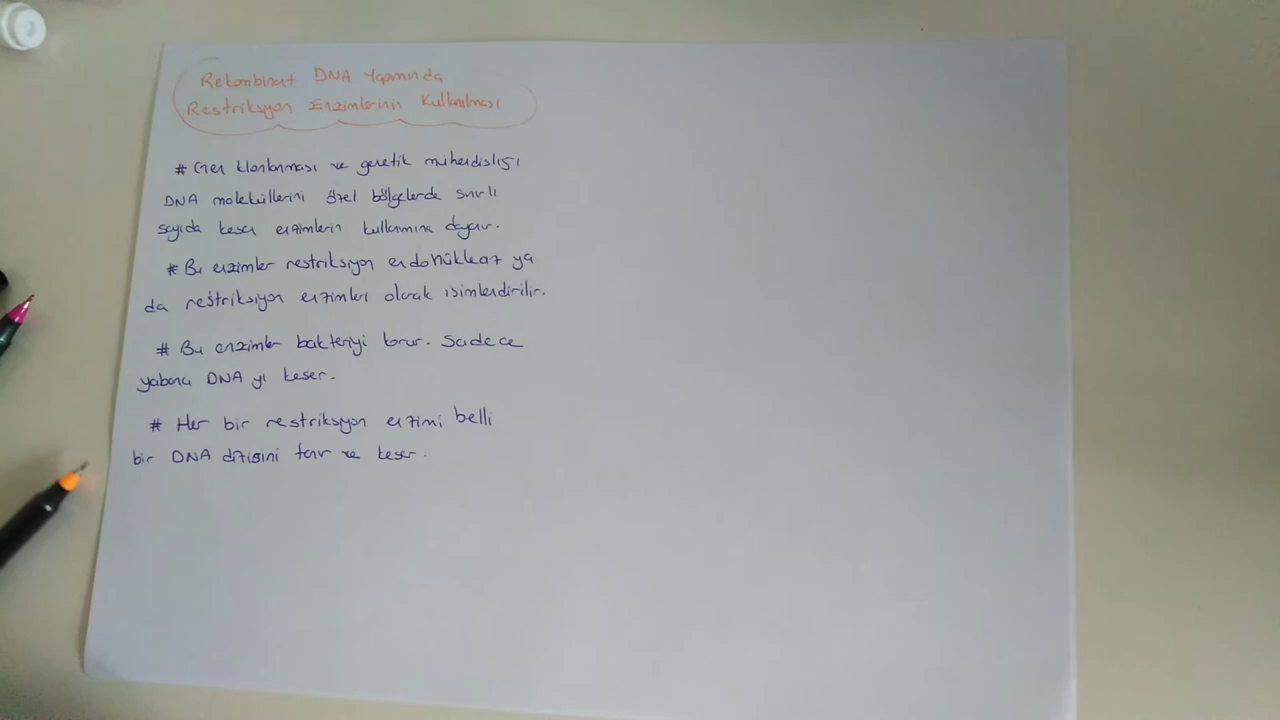 Rekombinat DNA Yapımında
Restriksiyon Enzimlerinin Kullanılması
# Gen klonlanması ve genetik mühendisliği
DNA moleküllerini özel bölgelerde sınırlı
sayıda kesen enzimlerin kullanımına dayanır.
# Bu enzimler restriksiyon endonükleaz ya
da restriksiyon enzimleri olarak isimlendirilir.
# Bu enzimler bakteriyi korur. Sadece
yabancı DNA yı keser.
# Her bir restriksiyon enzimi belli
bir DNA dizisini tanır ve keser.